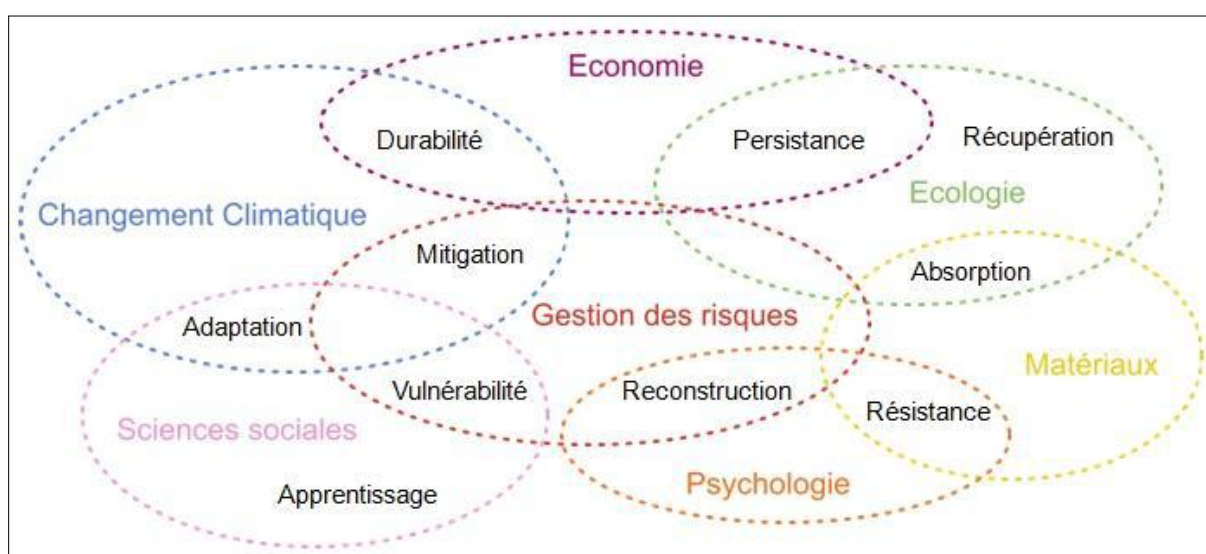 Economie
Durabilité
Persistance
Récupération
Ecologie
Changement Climatique
Mitigation
Absorption
Adaptation
Gestion des risques
Matériaux
Vulnérabilité
Reconstruction
Résistance
Sciences sociales
Psychologie
Apprentissage